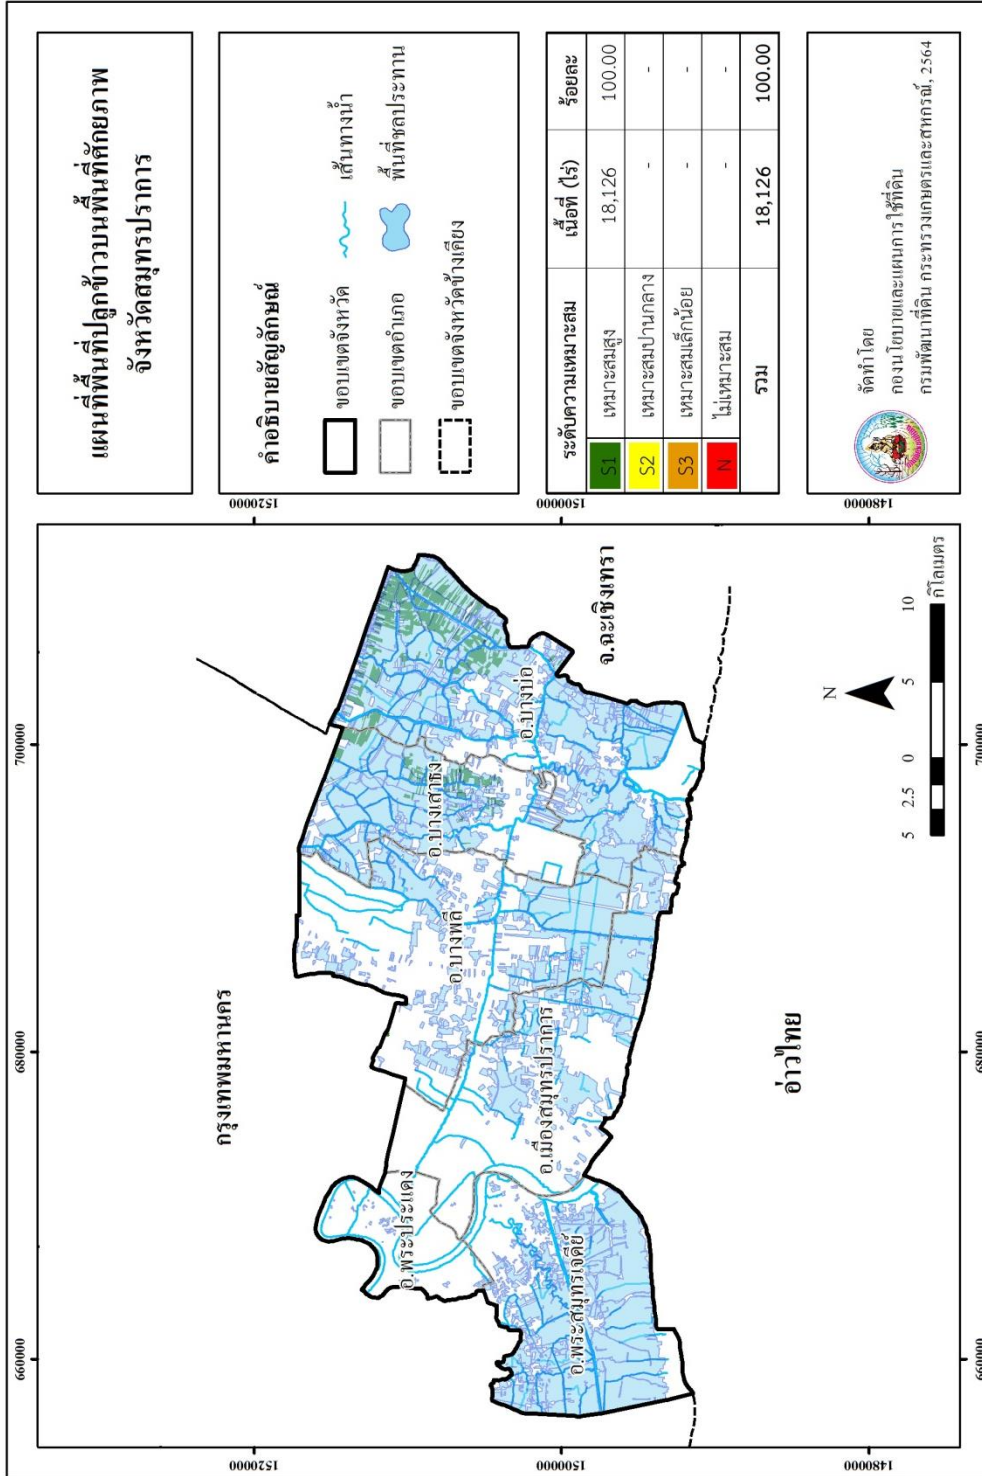 แผนที่พื้นที่ปลูกข้าวบนพื้นที่ศักยภาพ
จังหวัดสมุทรปราการ
คำอธิบายสัญลักษณ์
ขอบเขตจังหวัด
เส้นทางน้ำ
ขอบเขตอำเภอ
พื้นที่ชลประทาน
ขอบเขตจังหวัดข้างเคียง
ระดับความเหมาะสม เนื้อที่ (ไร่) ร้อยละ
S1 เหมาะสมสูง 18,126 100.00
S2 เหมาะสมปานกลาง - -
S3 เหมาะสมเล็กน้อย - -
N ไม่เหมาะสม - -
รวม 18,126 100.00
จัดทำโดย
กองนโยบายและแผนการใช้ที่ดิน
กรมพัฒนาที่ดิน กระทรวงเกษตรและสหกรณ์, 2564
660000 680000 700000
1520000
1520000
กรุงเทพมหานคร
อ.พระประแดง
อ.บางพลี
อ.บางเสาธง
อ.บางบ่อ
อ.เมืองสมุทรปราการ
อ.พระสมุทรเจดีย์
จ.ฉะเชิงเทรา
1500000
1500000
อ่าวไทย
N
5 2.5 0 5 10
กิโลเมตร
1480000
1480000
660000 680000 700000